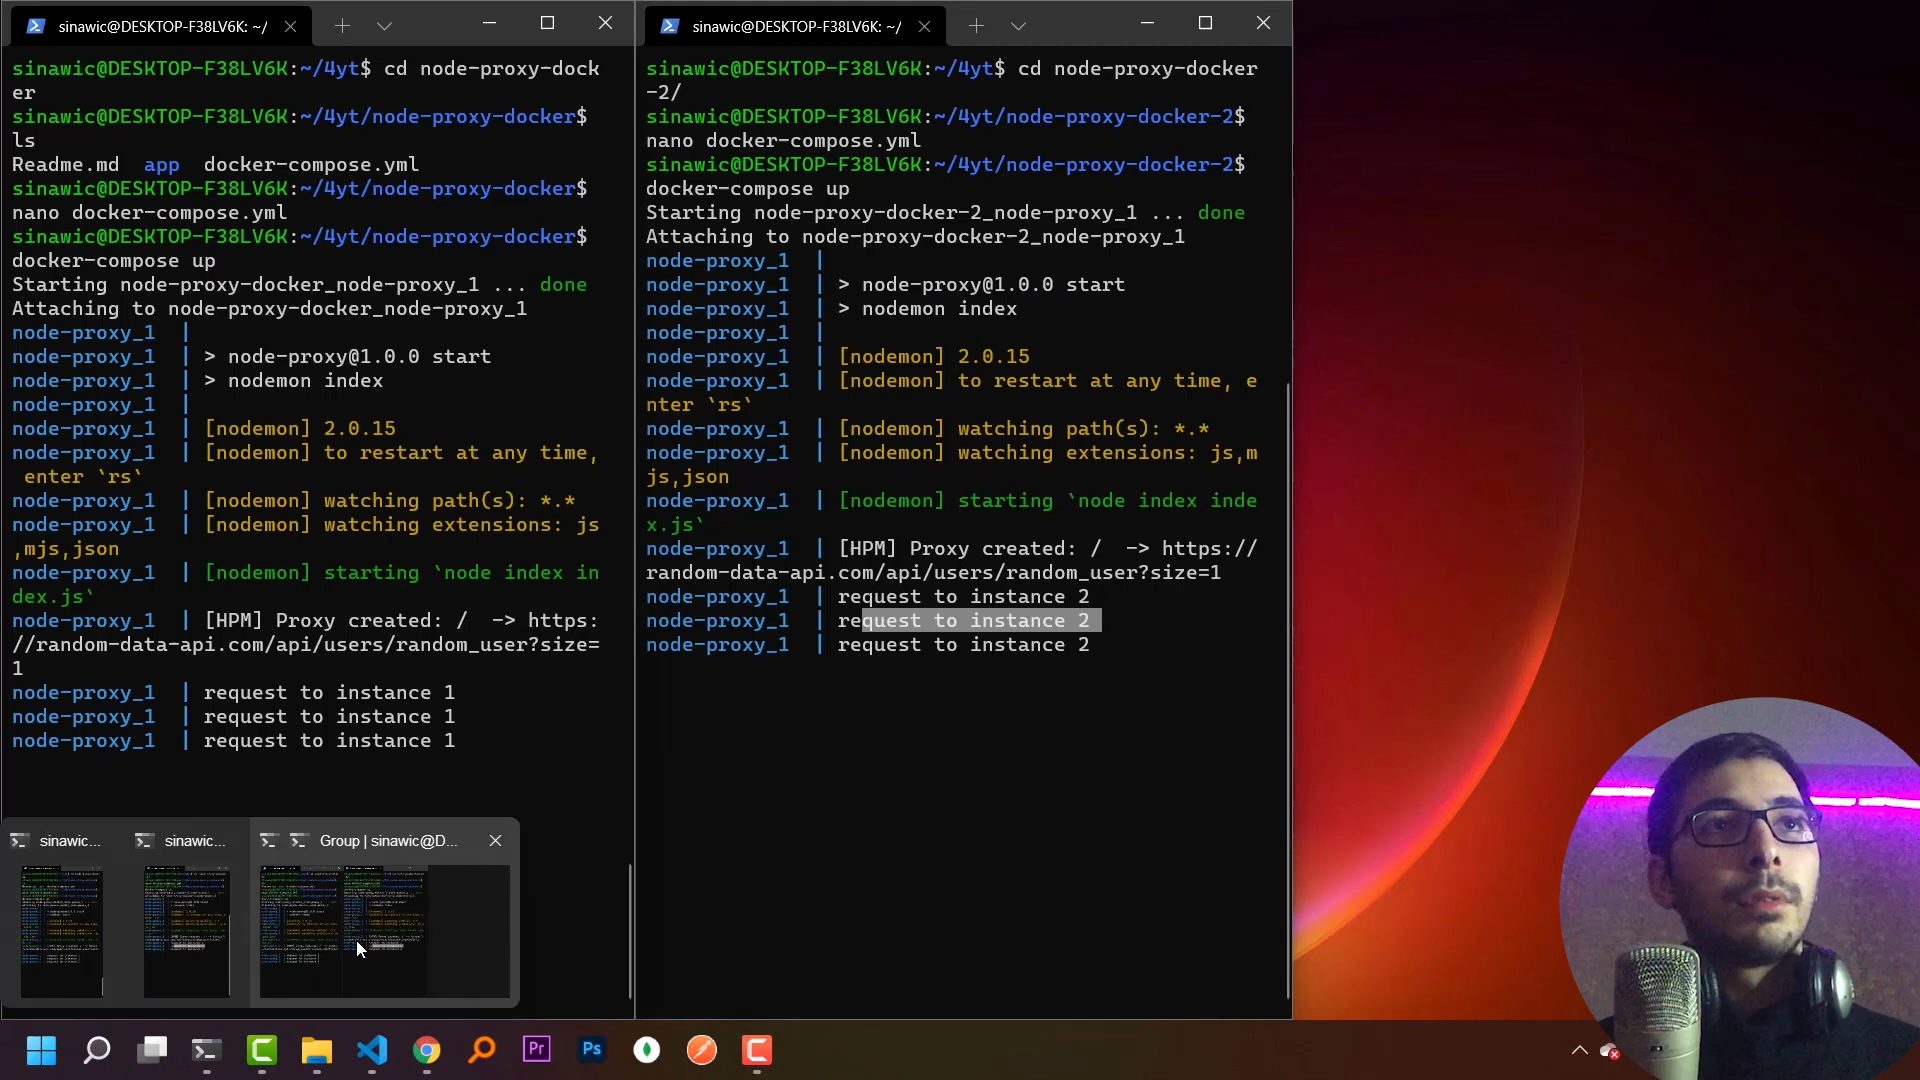 sinawic@DESKTOP-F38LV6K: ~/
sinawic@DESKTOP-F38LV6K:~/4yt$ cd node-proxy-dock
er
sinawic@DESKTOP-F38LV6K:~/4yt/node-proxy-docker$
ls
Readme.md  app  docker-compose.yml
sinawic@DESKTOP-F38LV6K:~/4yt/node-proxy-docker$
nano docker-compose.yml
sinawic@DESKTOP-F38LV6K:~/4yt/node-proxy-docker$
docker-compose up
Starting node-proxy-docker_node-proxy_1 ... done
Attaching to node-proxy-docker_node-proxy_1
node-proxy_1  |
node-proxy_1  | > node-proxy@1.0.0 start
node-proxy_1  | > nodemon index
node-proxy_1  |
node-proxy_1  | [nodemon] 2.0.15
node-proxy_1  | [nodemon] to restart at any time,
 enter `rs`
node-proxy_1  | [nodemon] watching path(s): *.*
node-proxy_1  | [nodemon] watching extensions: js
,mjs,json
node-proxy_1  | [nodemon] starting `node index in
dex.js`
node-proxy_1  | [HPM] Proxy created: /  -> https:
//random-data-api.com/api/users/random_user?size=
1
node-proxy_1  | request to instance 1
node-proxy_1  | request to instance 1
node-proxy_1  | request to instance 1
sinawic@DESKTOP-F38LV6K: ~/
sinawic@DESKTOP-F38LV6K:~/4yt$ cd node-proxy-docker
-2/
sinawic@DESKTOP-F38LV6K:~/4yt/node-proxy-docker-2$
nano docker-compose.yml
sinawic@DESKTOP-F38LV6K:~/4yt/node-proxy-docker-2$
docker-compose up
Starting node-proxy-docker-2_node-proxy_1 ... done
Attaching to node-proxy-docker-2_node-proxy_1
node-proxy_1  |
node-proxy_1  | > node-proxy@1.0.0 start
node-proxy_1  | > nodemon index
node-proxy_1  |
node-proxy_1  | [nodemon] 2.0.15
node-proxy_1  | [nodemon] to restart at any time, e
nter `rs`
node-proxy_1  | [nodemon] watching path(s): *.*
node-proxy_1  | [nodemon] watching extensions: js,m
js,json
node-proxy_1  | [nodemon] starting `node index inde
x.js`
node-proxy_1  | [HPM] Proxy created: /  -> https://
random-data-api.com/api/users/random_user?size=1
node-proxy_1  | request to instance 2
node-proxy_1  | request to instance 2
node-proxy_1  | request to instance 2
sinawic...
sinawic...
Group | sinawic@D...
Pr
Ps